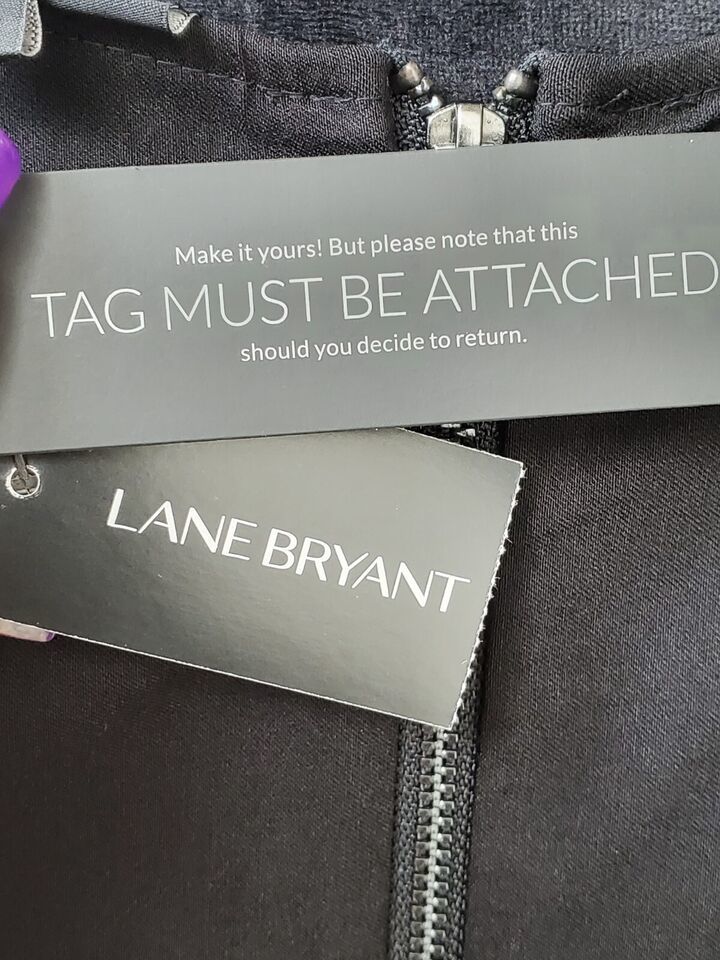 Make it yours! But please note that this
TAG MUST BE ATTACHED
should you decide to return.
LANE BRYANT